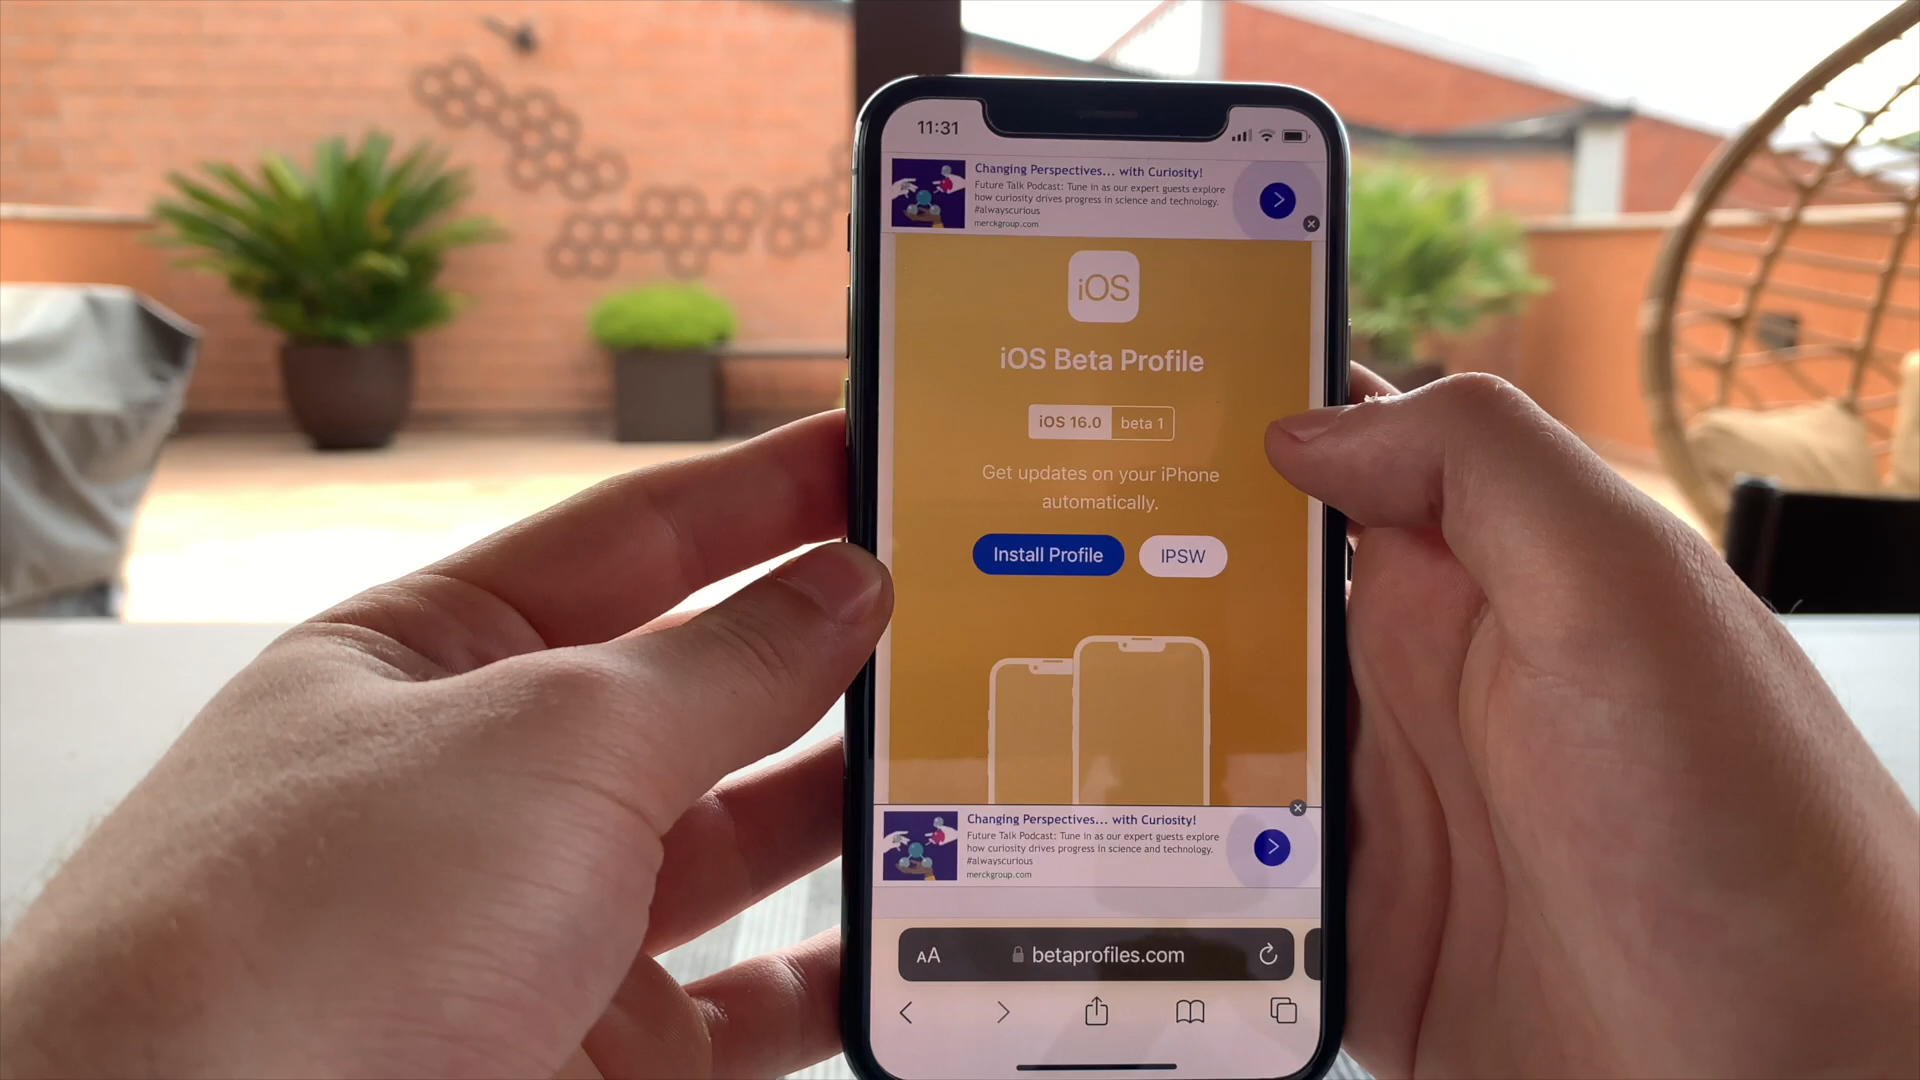 11:31
Changing Perspectives... with Curiosity!
Future Talk Podcast: Tune in as our expert guests explore
how curiosity drives progress in science and technology.
#alwayscurious
merckgroup.com
iOS
iOS Beta Profile
iOS 16.0 beta 1
Get updates on your iPhone
automatically.
Install Profile IPSW
Changing Perspectives... with Curiosity!
Future Talk Podcast: Tune in as our expert guests explore
how curiosity drives progress in science and technology.
#alwayscurious
merckgroup.com
AA betaprofiles.com